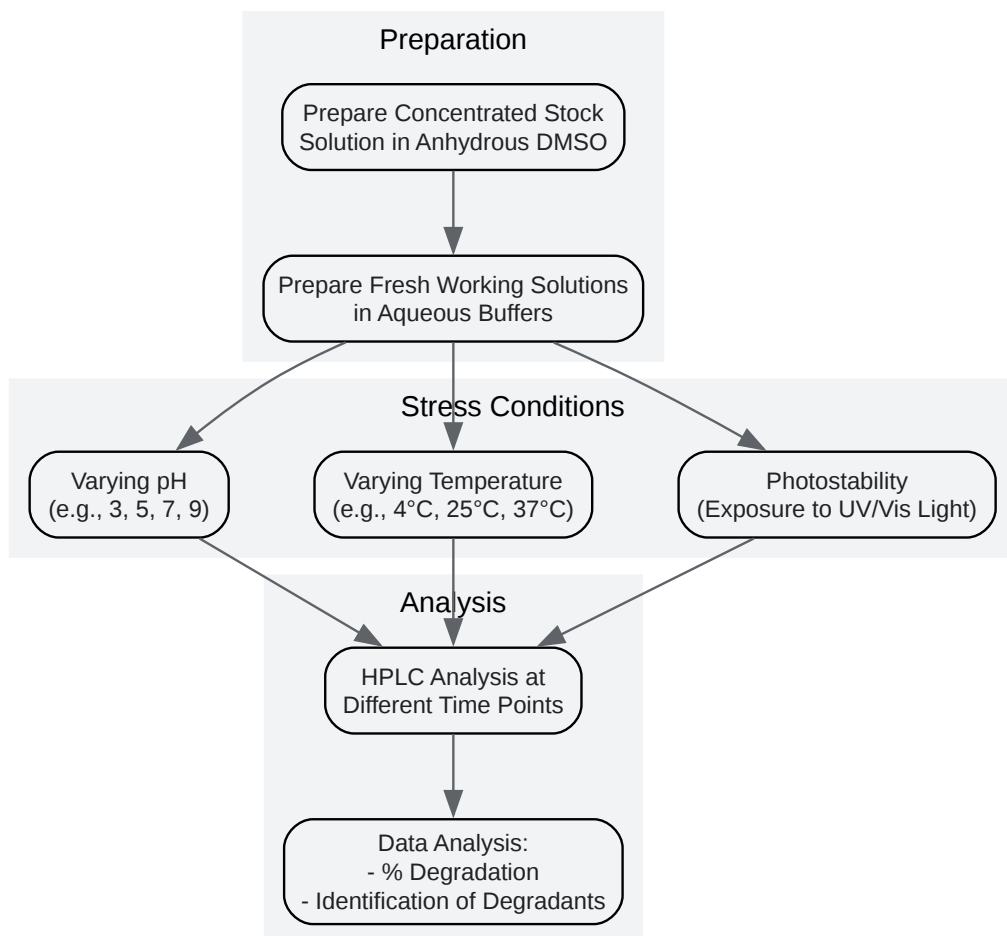 Preparation
Prepare Concentrated Stock
Solution in Anhydrous DMSO
Prepare Fresh Working Solutions
in Aqueous Buffers
Stress Conditions
Varying pH
(e.g., 3, 5, 7, 9)
Varying Temperature
(e.g., 4°C, 25°C, 37°C)
Photostability
(Exposure to UV/Vis Light)
Analysis
HPLC Analysis at
Different Time Points
Data Analysis:
- % Degradation
- Identification of Degradants